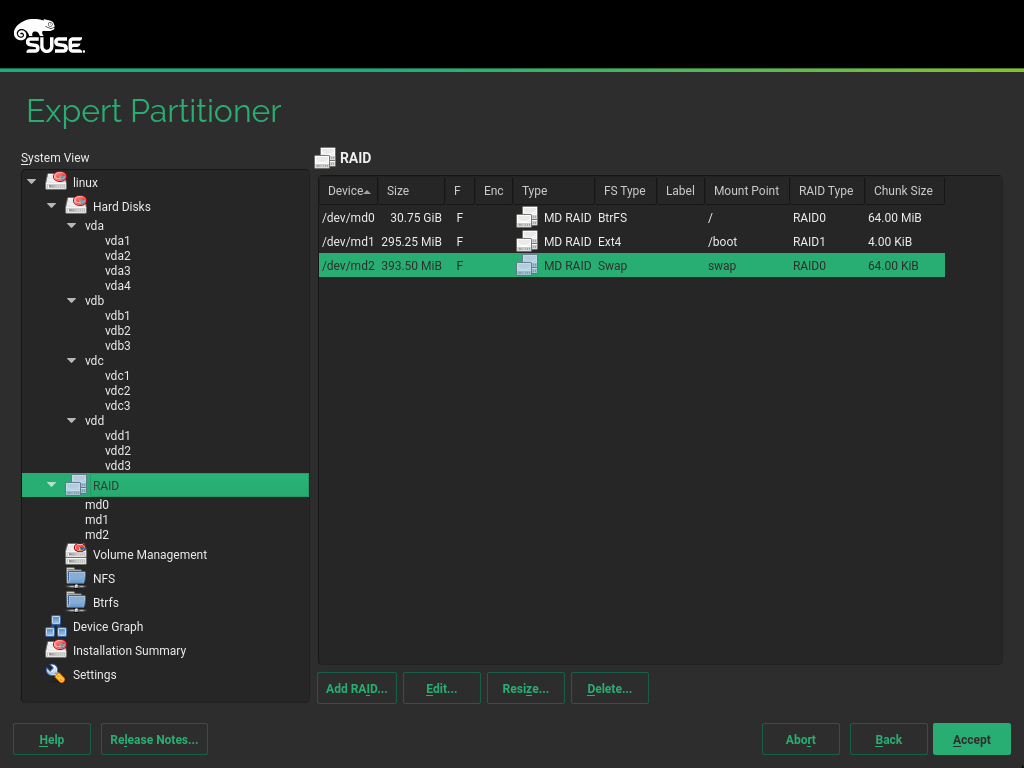 SUSE.
Expert Partitioner
System View
linux
Hard Disks
vda
vda1
vda2
vda3
vda4
vdb
vdb1
vdb2
vdb3
vdc
vdc1
vdc2
vdc3
vdd
vdd1
vdd2
vdd3
RAID
md0
md1
md2
Volume Management
NFS
Btrfs
Device Graph
Installation Summary
Settings
RAID
Device Size F Enc Type FS Type Label Mount Point RAID Type Chunk Size
/dev/md0 30.75 GiB F MD RAID BtrFS / RAID0 64.00 MiB
/dev/md1 295.25 MiB F MD RAID Ext4 /boot RAID1 4.00 KiB
/dev/md2 393.50 MiB F MD RAID Swap swap RAID0 64.00 KiB
Add RAID... Edit... Resize... Delete...
Help Release Notes... Abort Back Accept